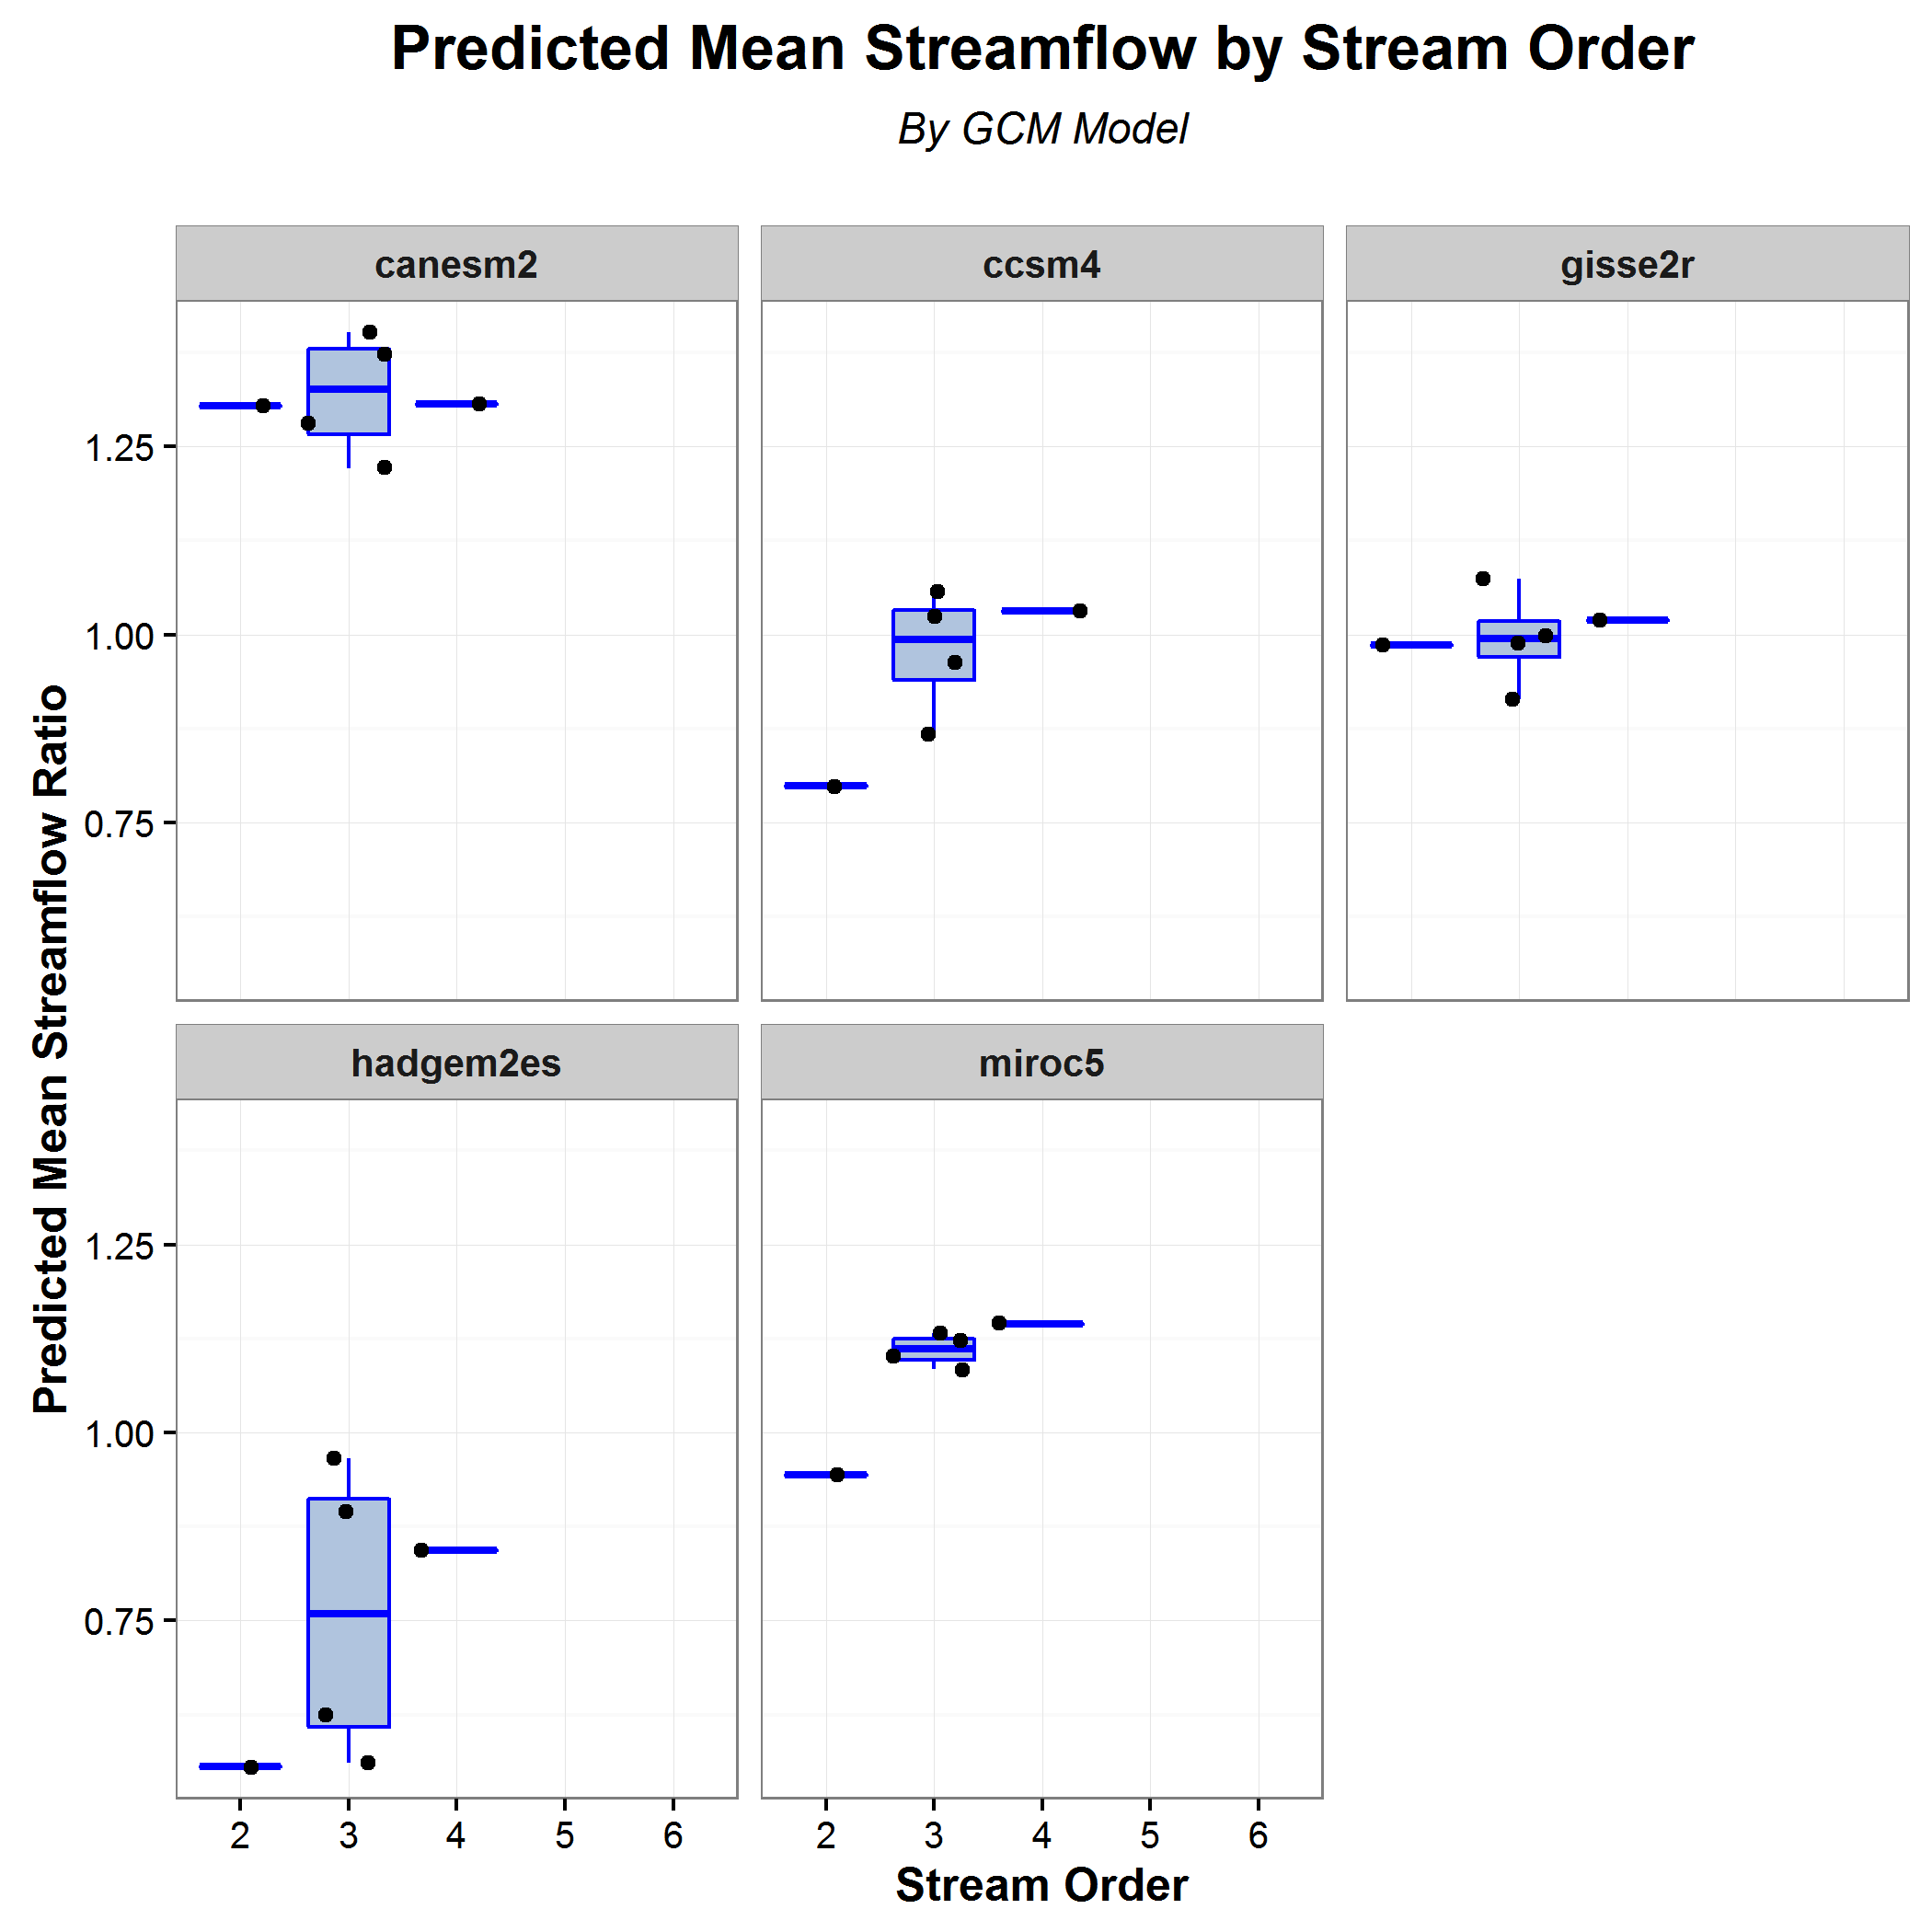 Predicted Mean Streamflow by Stream Order
By GCM Model
canesm2
ccsm4
gisse2r
1.25
1.00
0.75
Predicted Mean Streamflow Ratio
hadgem2es
miroc5
1.25
1.00
0.75
2 3 4 5 6
2 3 4 5 6
Stream Order